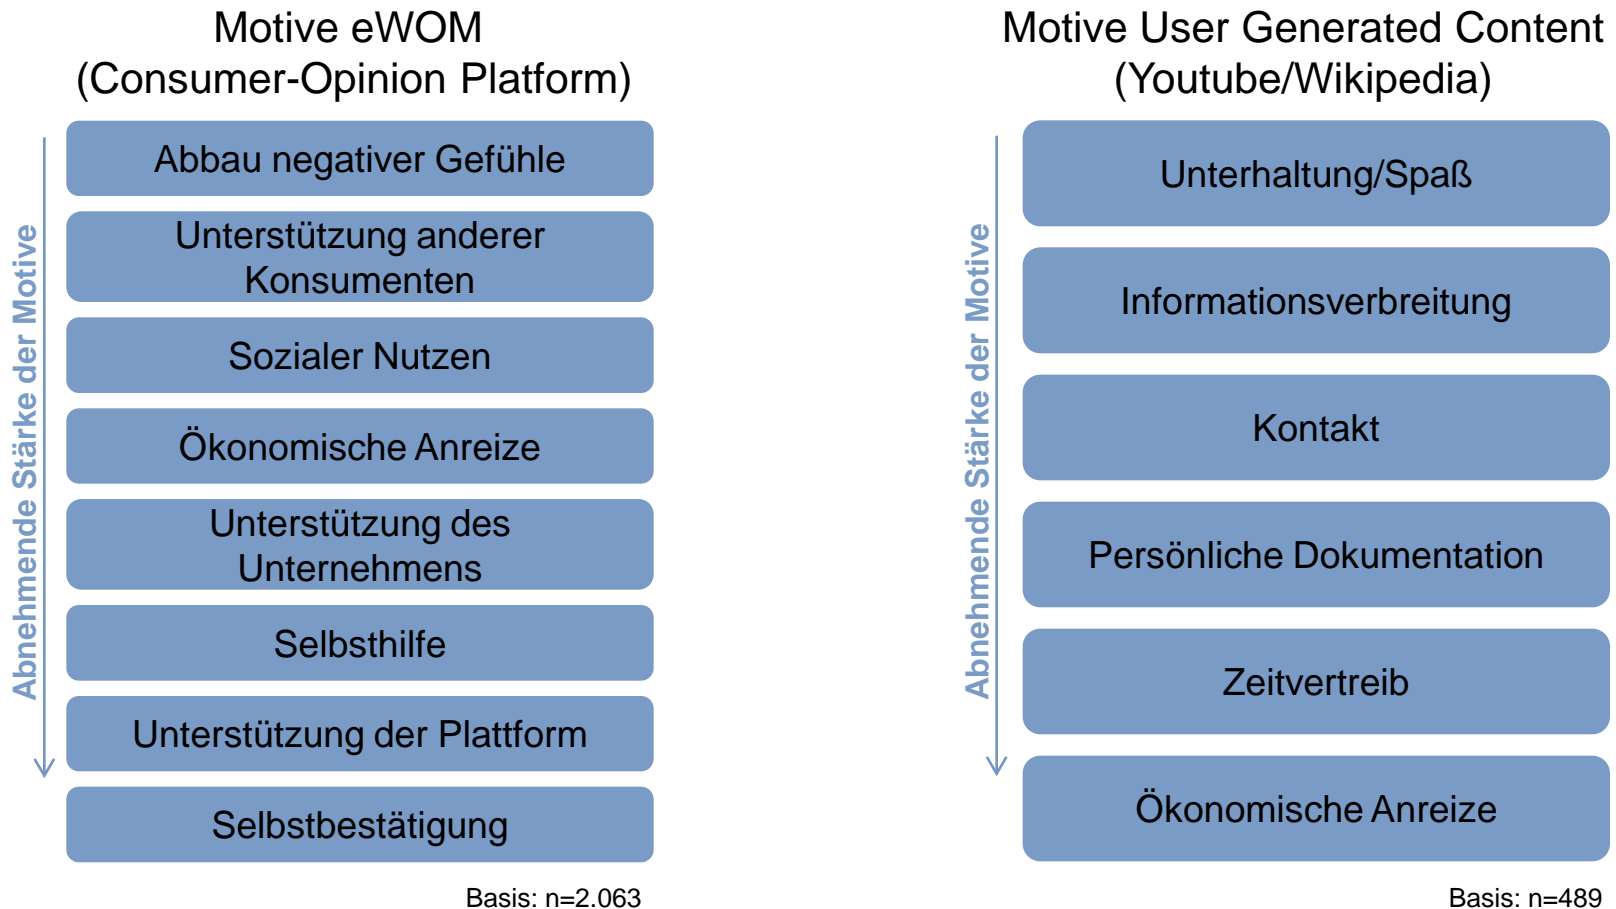 Motive eWOM
(Consumer-Opinion Platform)
Abnehmende Stärke der Motive
Abbau negativer Gefühle
Unterstützung anderer
Konsumenten
Sozialer Nutzen
Ökonomische Anreize
Unterstützung des
Unternehmens
Selbsthilfe
Unterstützung der Plattform
Selbstbestätigung
Basis: n=2.063
Motive User Generated Content
(Youtube/Wikipedia)
Abnehmende Stärke der Motive
Unterhaltung/Spaß
Informationsverbreitung
Kontakt
Persönliche Dokumentation
Zeitvertreib
Ökonomische Anreize
Basis: n=489